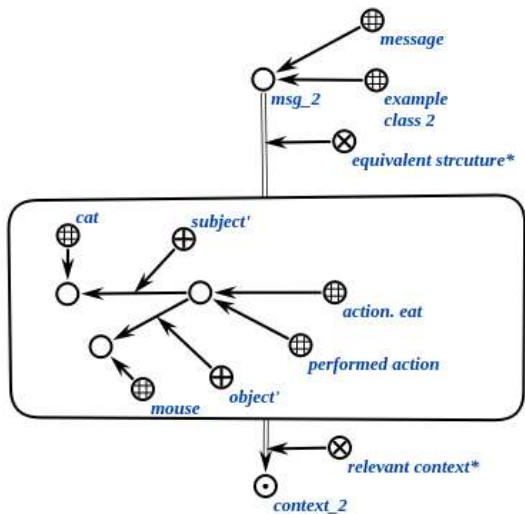 message
msg_2
example
class 2
equivalent strcuture*
cat
subject'
action. eat
performed action
mouse
object'
relevant context*
context_2